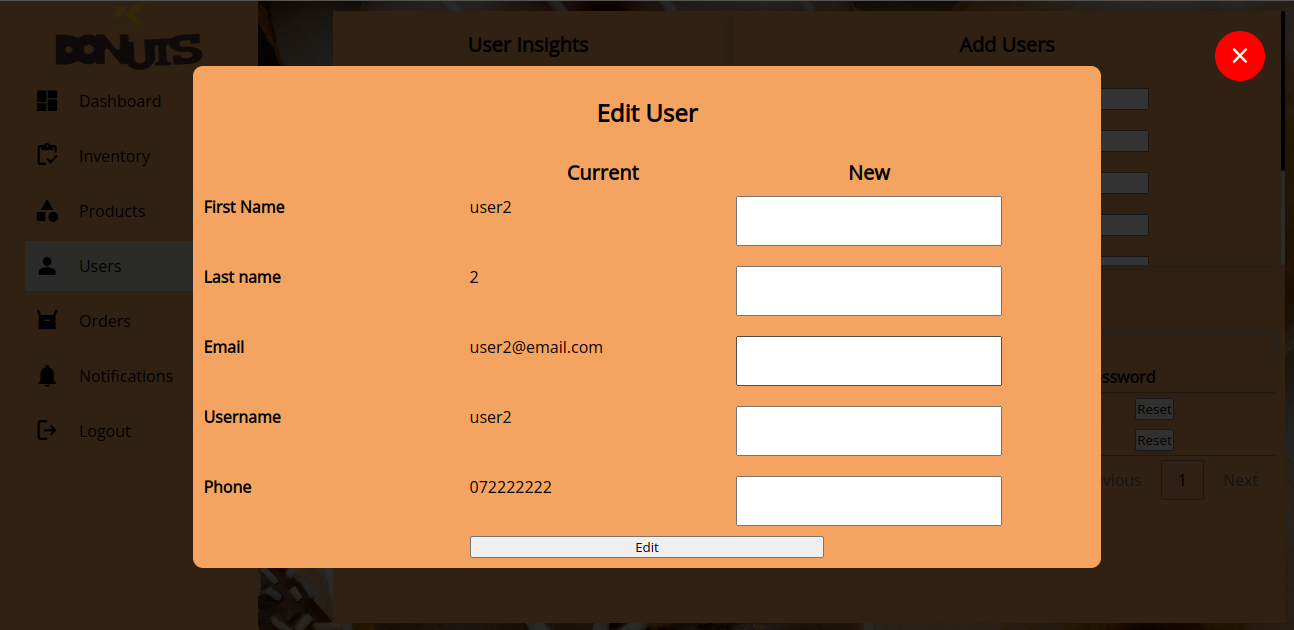 DONUTS
Dashboard
Inventory
Products
Users
Orders
Notifications
Logout
User Insights
Add Users
×
Edit User
Current New
First Name user2
Last name 2
Email user2@email.com
Username user2
Phone 072222222
Edit
ssword
Reset
Reset
vious 1 Next